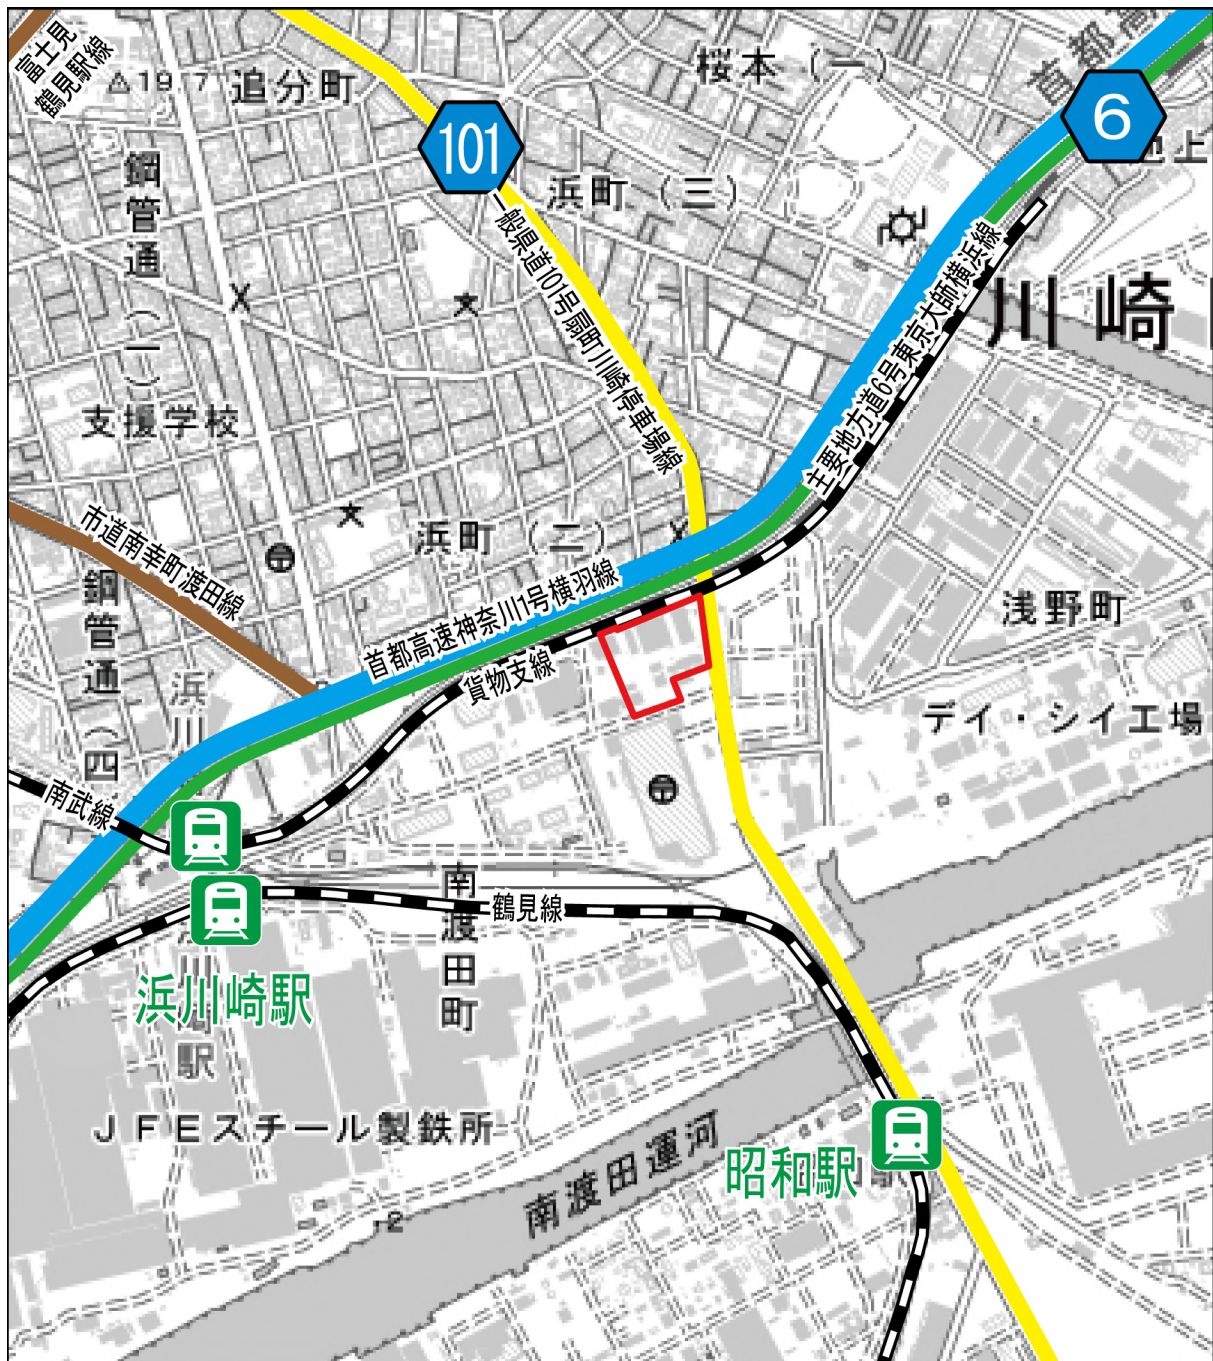 富士見
鶴見駅線
追分町
桜本（一）
首都高
6
池上
101
浜町（三）
鋼管通（一）
川崎
一般県道101号扇町川崎停車場線
主要地方道6号東京大師横浜線
支援学校
市道南幸町渡田線
浜町（二）
鋼管通（四）
首都高速神奈川1号横羽線
貨物支線
浅野町
浜川
デイ・シイ工場
南武線
南渡田町
鶴見線
浜川崎駅
駅
JFEスチール製鉄所
昭和駅
南渡田運河
2